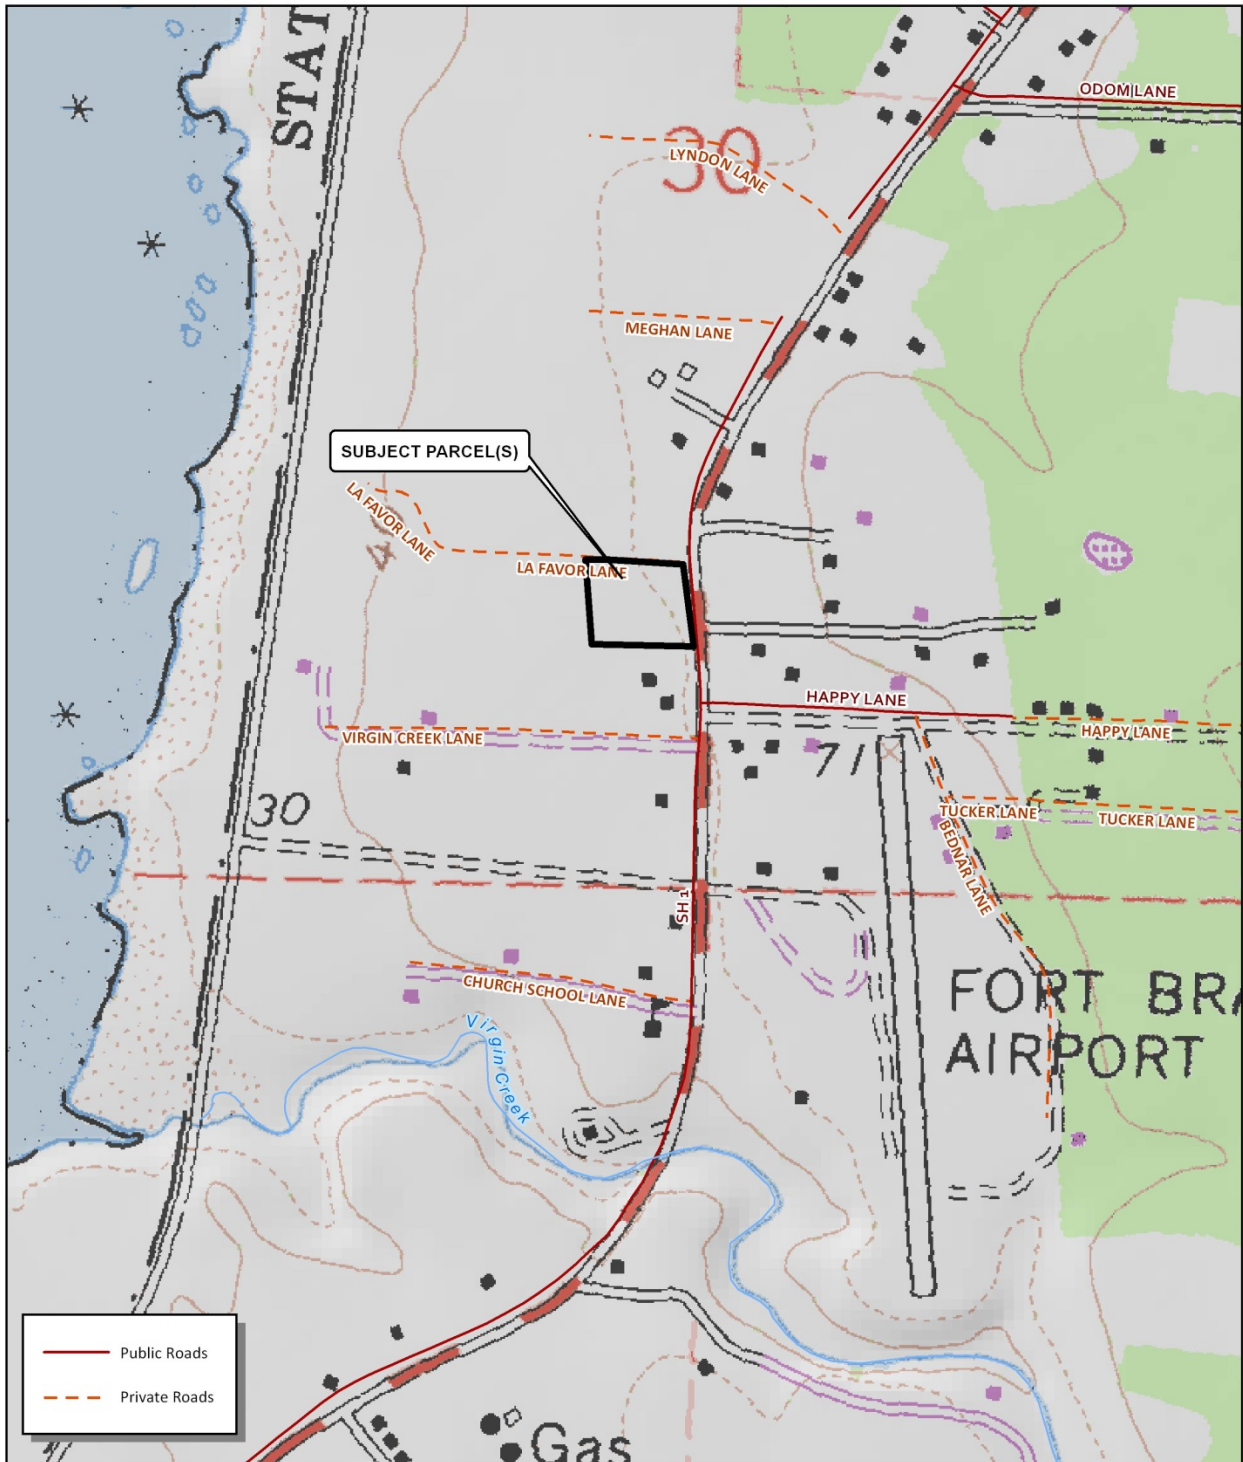 STAT
ODOM LANE
30
LYNDON LANE
MEGHAN LANE
SUBJECT PARCEL(S)
LA FAVOR LANE
4
LA FAVOR LANE
HAPPY LANE
HAPPY LANE
VIRGIN CREEK LANE
71
30
TUCKER LANE
TUCKER LANE
BEDNAR LANE
SH 1
CHURCH SCHOOL LANE
FORT BRA
AIRPORT
Virgin Creek
Public Roads
Private Roads
Gas